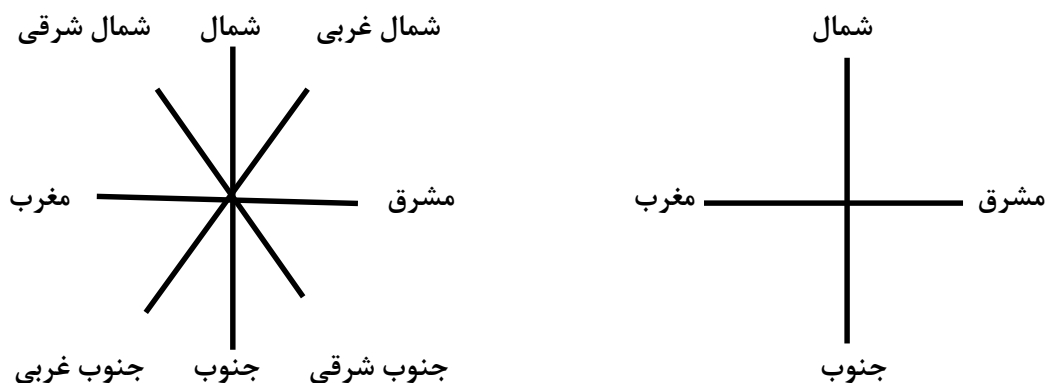 شمال
مشرق
مغرب
جنوب
شمال غربی
شمال
شمال شرقی
مشرق
مغرب
جنوب شرقی
جنوب
جنوب غربی